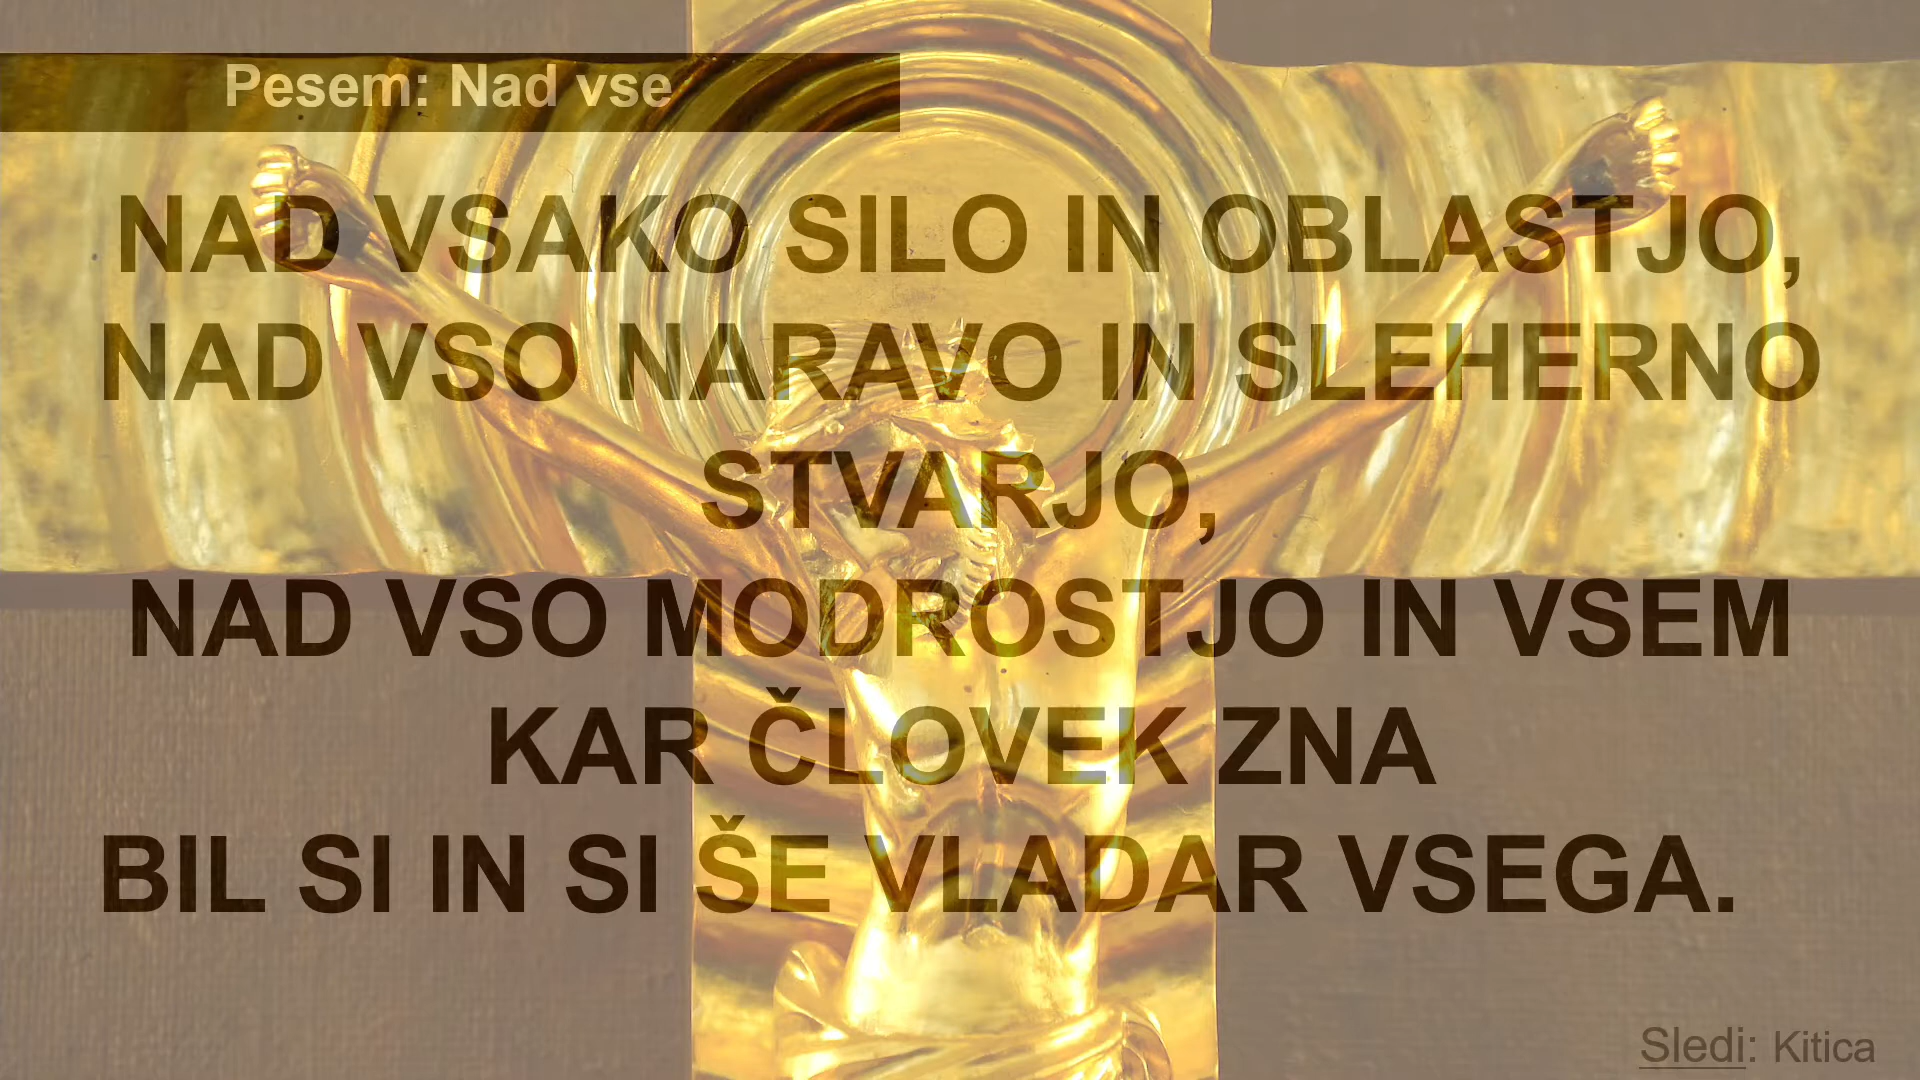 Pesem: Nad vse
NAD VSAKO SILO IN OBLASTJO,
NAD VSO NARAVO IN SLEHERNO
STVARJO,
NAD VSO MODROSTJO IN VSEM
KAR ČLOVEK ZNA
BIL SI IN SI ŠE VLADAR VSEGA.
Sledi: Kitica